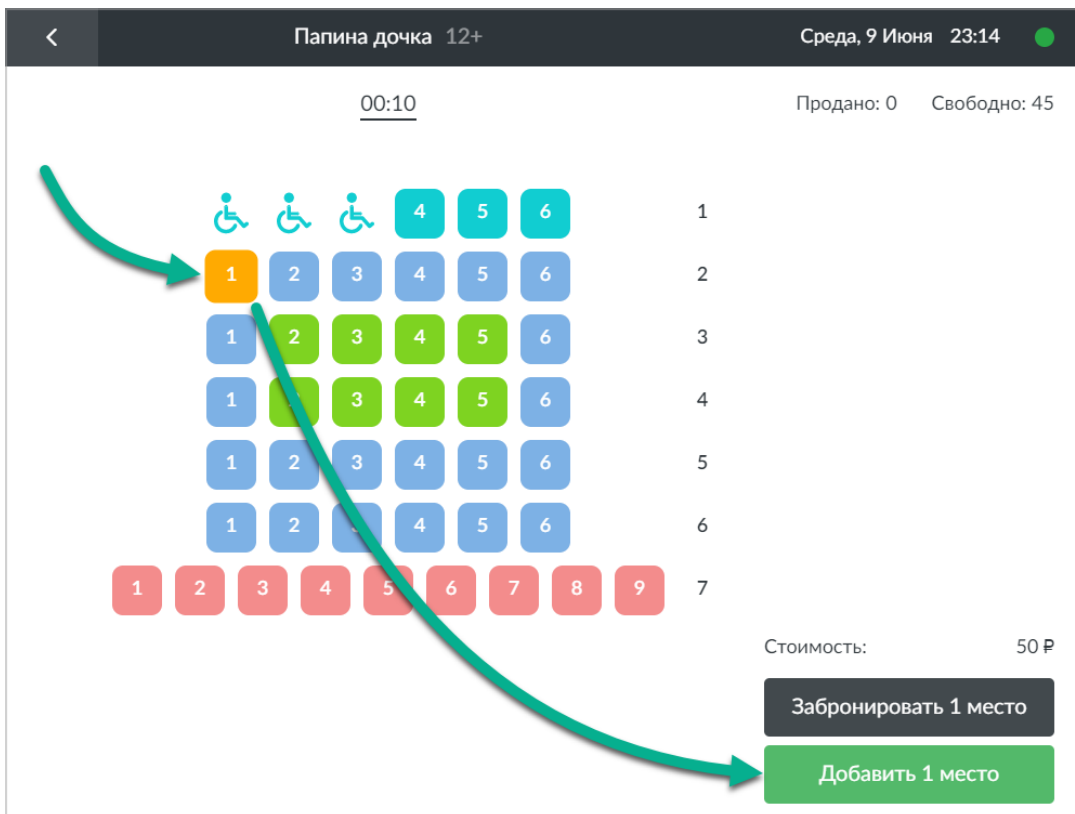 Папина дочка 12+ Среда, 9 Июня 23:14
00:10 Продано: 0 Свободно: 45
4 5 6 1
1 2 3 4 5 6 2
1 2 3 4 5 6 3
1 3 4 5 6 4
1 2 3 4 5 6 5
1 2 4 5 6 6
1 2 3 4 5 6 7 8 9 7
Стоимость: 50 ₽
Забронировать 1 место
Добавить 1 место